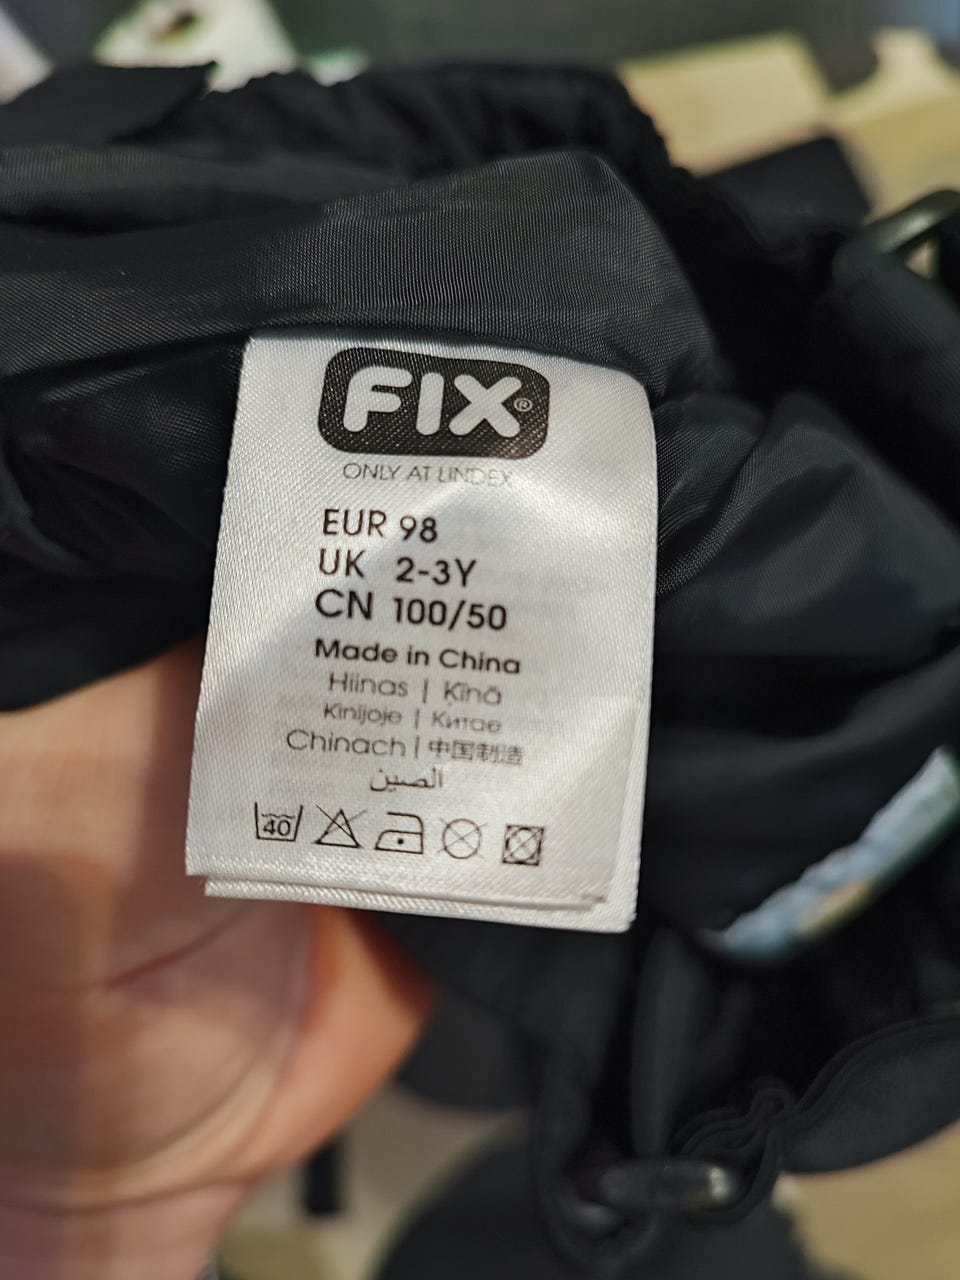 FIX®
ONLY AT LINDEX
EUR 98
UK 2-3Y
CN 100/50
Made in China
Hiinas | Ķīnā
Kinijoje | Китае
Chinach | 中国制造
الصين
40